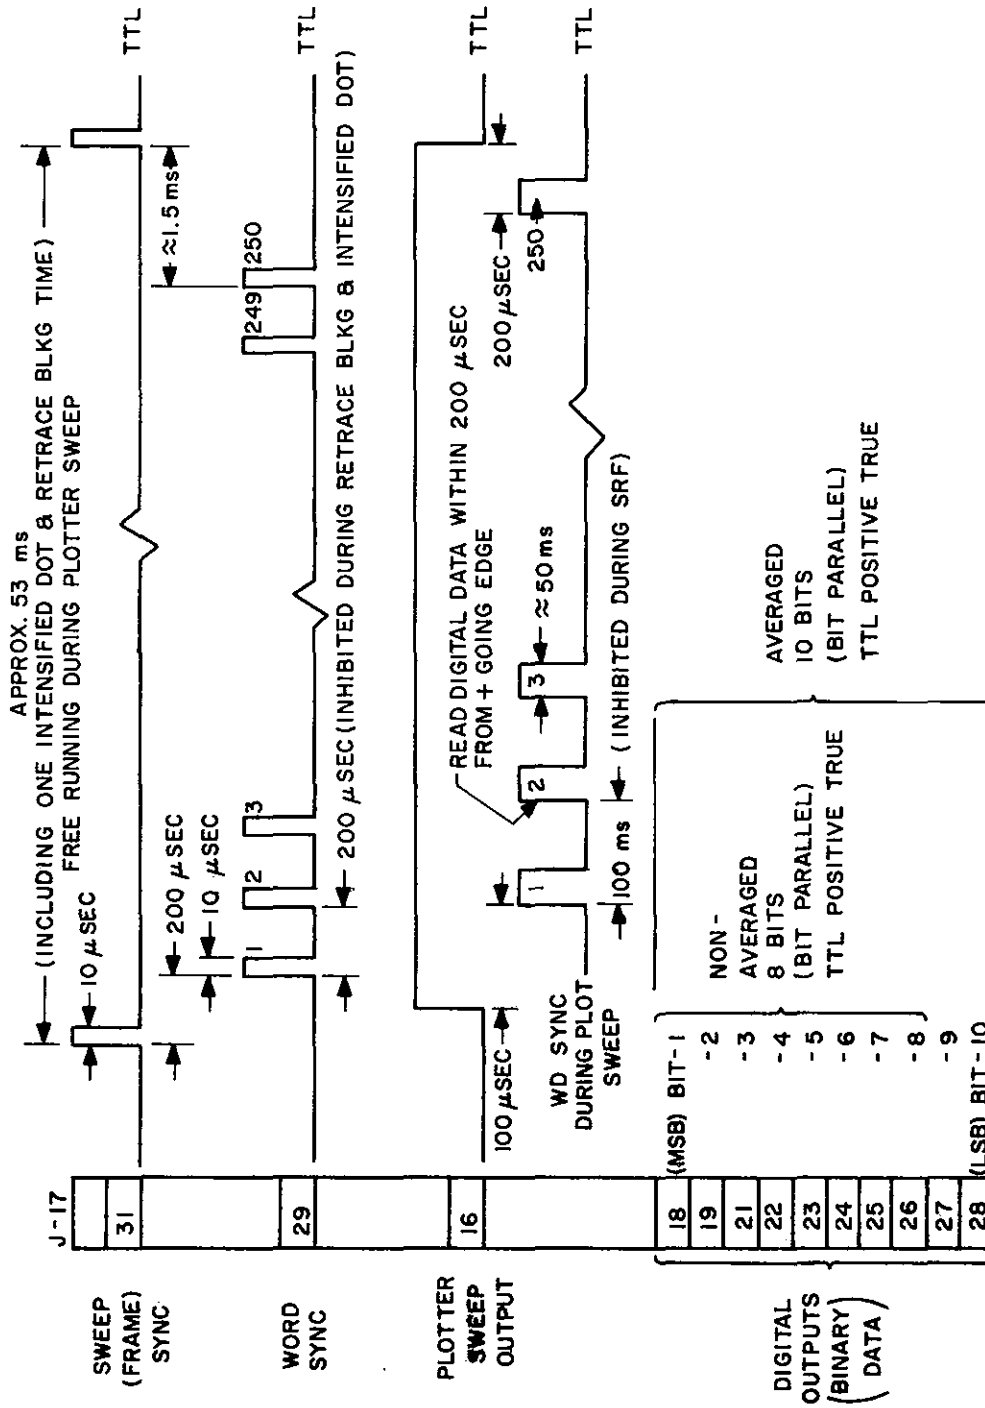 J-17
SWEEP
(FRAME)
SYNC
31
APPROX. 53 ms
(INCLUDING ONE INTENSIFIED DOT & RETRACE BLKG TIME)
FREE RUNNING DURING PLOTTER SWEEP
10 μSEC
TTL
≈1.5 ms
200 μSEC
10 μSEC
WORD
SYNC
29
1
2
3
249
250
TTL
200 μSEC (INHIBITED DURING RETRACE BLKG & INTENSIFIED DOT)
PLOTTER
SWEEP
OUTPUT
16
TTL
100 μSEC
READ DIGITAL DATA WITHIN 200 μSEC
FROM + GOING EDGE
200 μSEC
WD SYNC
DURING PLOT
SWEEP
1
2
3
≈50 ms
250
TTL
100 ms
(INHIBITED DURING SRF)
DIGITAL
OUTPUTS
(BINARY
DATA)
18 (MSB) BIT-1
19 -2
21 -3
22 -4
23 -5
24 -6
25 -7
26 -8
27 -9
28 (LSB) BIT-10
NON-
AVERAGED
8 BITS
(BIT PARALLEL)
TTL POSITIVE TRUE
AVERAGED
10 BITS
(BIT PARALLEL)
TTL POSITIVE TRUE